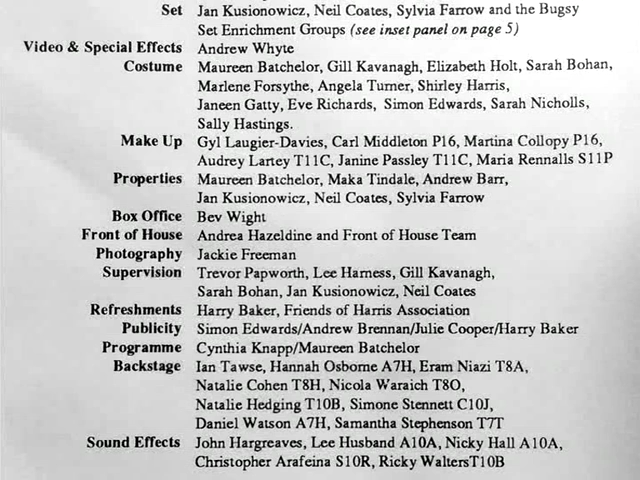 Set Jan Kusionowicz, Neil Coates, Sylvia Farrow and the Bugsy
Set Enrichment Groups (see inset panel on page 5)
Video & Special Effects Andrew Whyte
Costume Maureen Batchelor, Gill Kavanagh, Elizabeth Holt, Sarah Bohan,
Marlene Forsythe, Angela Turner, Shirley Harris,
Janeen Gatty, Eve Richards, Simon Edwards, Sarah Nicholls,
Sally Hastings.
Make Up Gyl Laugier-Davies, Carl Middleton P16, Martina Collopy P16,
Audrey Lartey T11C, Janine Passley T11C, Maria Rennalls S11P
Properties Maureen Batchelor, Maka Tindale, Andrew Barr,
Jan Kusionowicz, Neil Coates, Sylvia Farrow
Box Office Bev Wight
Front of House Andrea Hazeldine and Front of House Team
Photography Jackie Freeman
Supervision Trevor Papworth, Lee Harness, Gill Kavanagh,
Sarah Bohan, Jan Kusionowicz, Neil Coates
Refreshments Harry Baker, Friends of Harris Association
Publicity Simon Edwards/Andrew Brennan/Julie Cooper/Harry Baker
Programme Cynthia Knapp/Maureen Batchelor
Backstage Ian Tawse, Hannah Osborne A7H, Eram Niazi T8A,
Natalie Cohen T8H, Nicola Waraich T8O,
Natalie Hedging T10B, Simone Stennett C10J,
Daniel Watson A7H, Samantha Stephenson T7T
Sound Effects John Hargreaves, Lee Husband A10A, Nicky Hall A10A,
Christopher Arafeina S10R, Ricky WaltersT10B